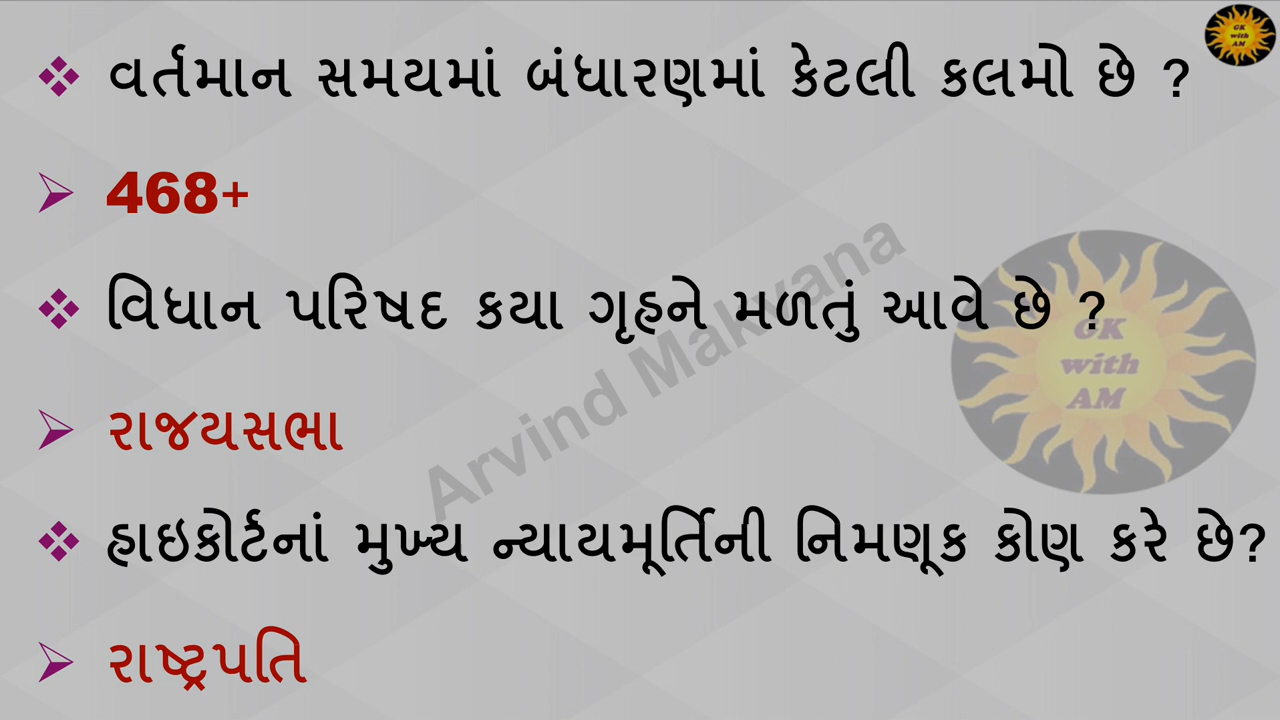 GK
with
AM
❖ વર્તમાન સમયમાં બંધારણમાં કેટલી કલમો છે ?
➢ 468+
❖ વિધાન પરિષદ કયા ગૃહને મળતું આવે છે ?
GK
with
AM
Arvind Makvana
➢ રાજયસભા
❖ હાઇકોર્ટનાં મુખ્ય ન્યાયમૂર્તિની નિમણૂક કોણ કરે છે?
➢ રાષ્ટ્રપતિ